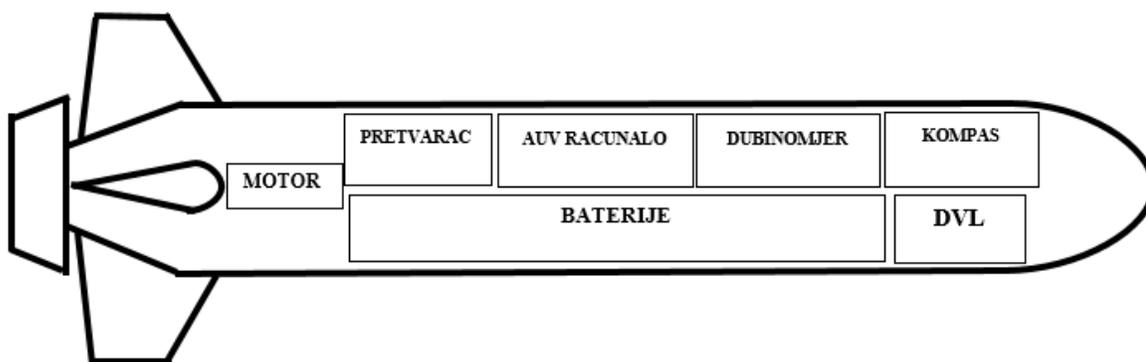 PRETVARAC
AUV RACUNALO
DUBINOMJER
KOMPAS
MOTOR
BATERIJE
DVL